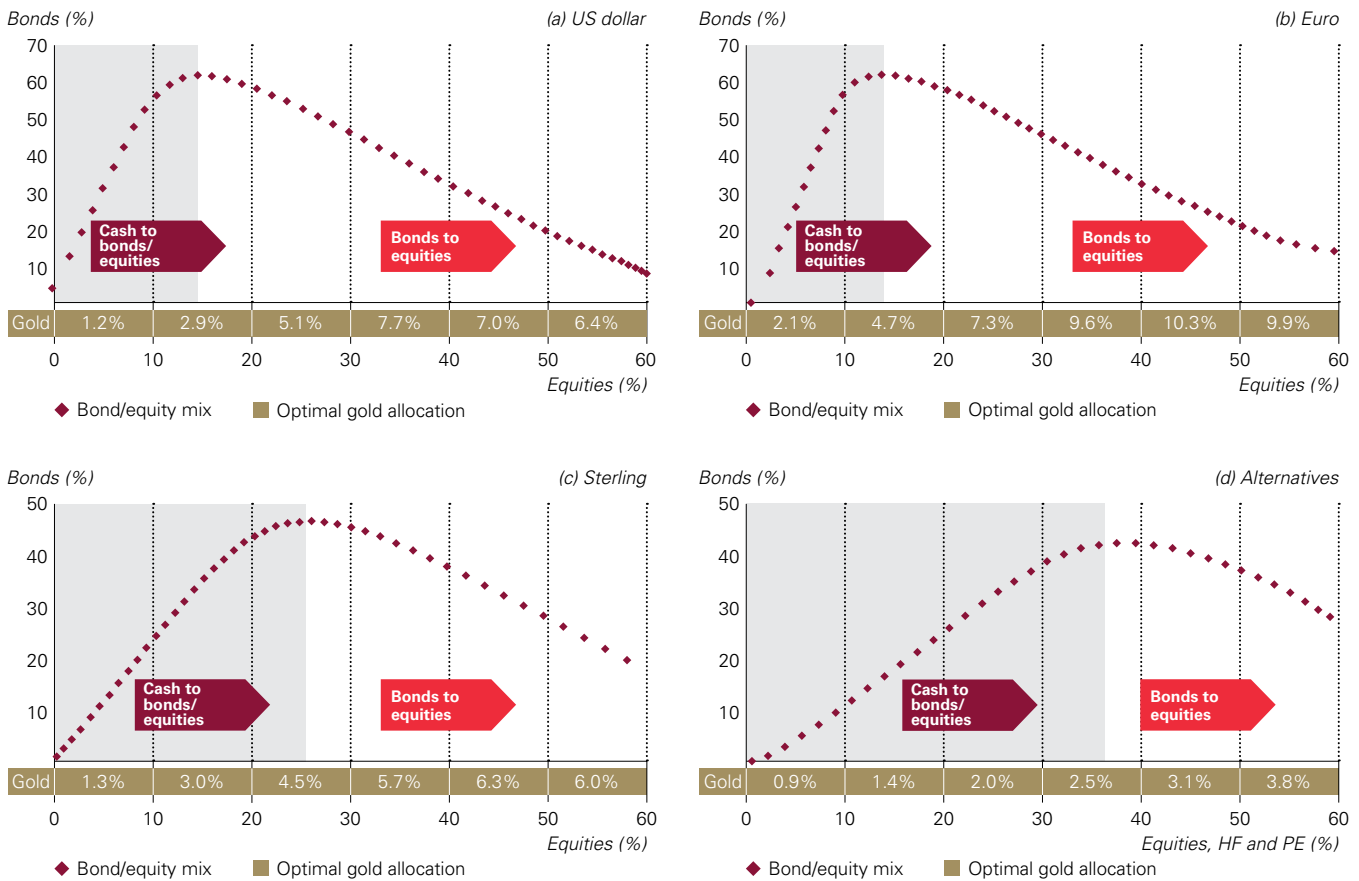 Bonds (%) (a) US dollar
70
60
50
40
30
20
10
Cash to
bonds/
equities
Bonds to
equities
Gold 1.2% 2.9% 5.1% 7.7% 7.0% 6.4%
0 10 20 30 40 50 60
Equities (%)
Bond/equity mix Optimal gold allocation
Bonds (%) (b) Euro
70
60
50
40
30
20
10
Cash to
bonds/
equities
Bonds to
equities
Gold 2.1% 4.7% 7.3% 9.6% 10.3% 9.9%
0 10 20 30 40 50 60
Equities (%)
Bond/equity mix Optimal gold allocation
Bonds (%) (c) Sterling
50
40
30
20
10
Cash to
bonds/
equities
Bonds to
equities
Gold 1.3% 3.0% 4.5% 5.7% 6.3% 6.0%
0 10 20 30 40 50 60
Equities (%)
Bond/equity mix Optimal gold allocation
Bonds (%) (d) Alternatives
50
40
30
20
10
Cash to
bonds/
equities
Bonds to
equities
Gold 0.9% 1.4% 2.0% 2.5% 3.1% 3.8%
0 10 20 30 40 50 60
Equities, HF and PE (%)
Bond/equity mix Optimal gold allocation